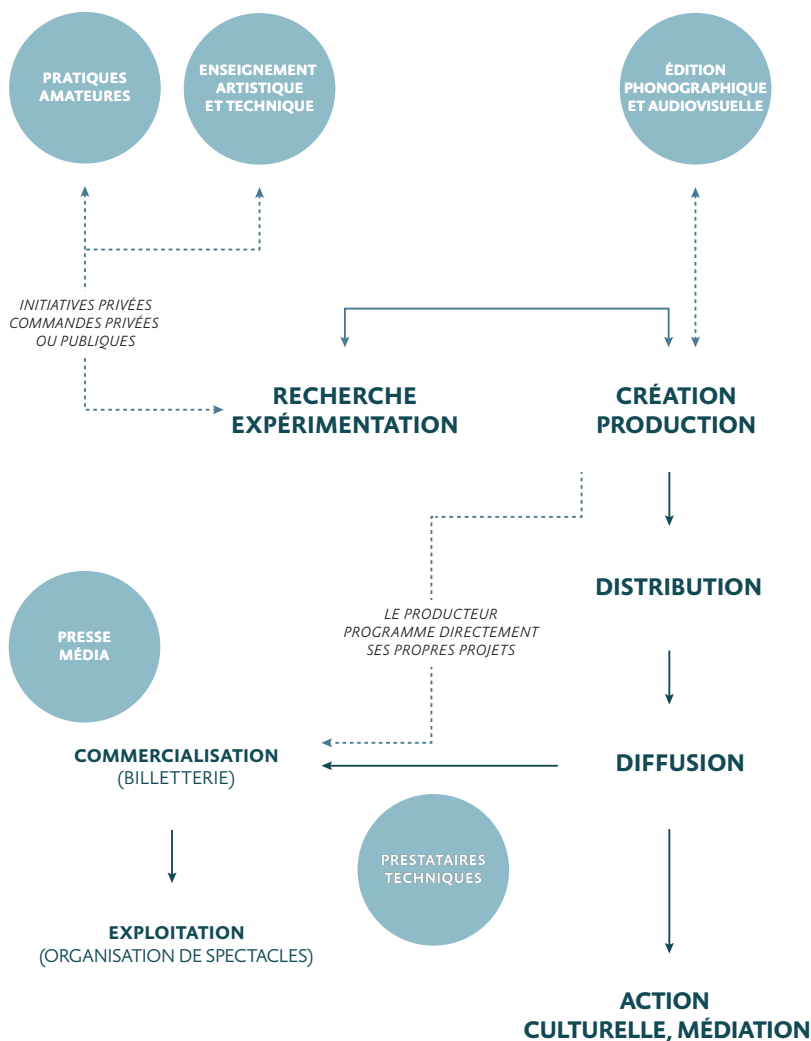 PRATIQUES
AMATEURES
ENSEIGNEMENT
ARTISTIQUE
ET TECHNIQUE
ÉDITION
PHONOGRAPHIQUE
ET AUDIOVISUELLE
INITIATIVES PRIVÉES
COMMANDES PRIVÉES
OU PUBLIQUES
RECHERCHE
EXPÉRIMENTATION
CRÉATION
PRODUCTION
DISTRIBUTION
LE PRODUCTEUR
PROGRAMME DIRECTEMENT
SES PROPRES PROJETS
PRESSE
MÉDIA
COMMERCIALISATION
(BILLETTERIE)
DIFFUSION
PRESTATAIRES
TECHNIQUES
EXPLOITATION
(ORGANISATION DE SPECTACLES)
ACTION
CULTURELLE, MÉDIATION